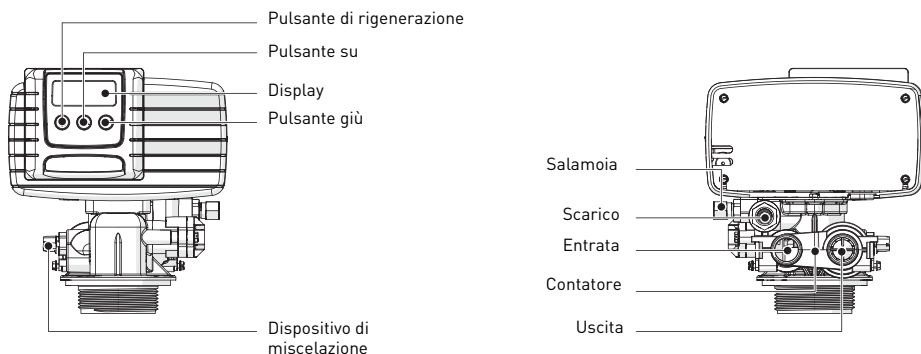 Pulsante di rigenerazione
Pulsante su
Display
Pulsante giù
Dispositivo di
miscelazione
Salamoia
Scarico
Entrata
Contatore
Uscita